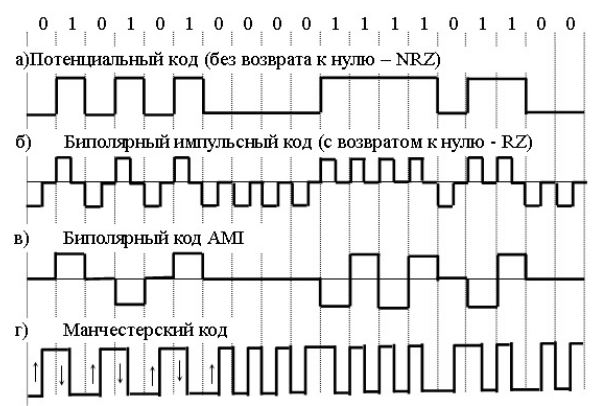 0 1 0 1 0 1 0 0 0 0 1 1 1 1 0 1 1 0 0
а)Потенциальный код (без возврата к нулю – NRZ)
б) Биполярный импульсный код (с возвратом к нулю - RZ)
в) Биполярный код AMI
г) Манчестерский код